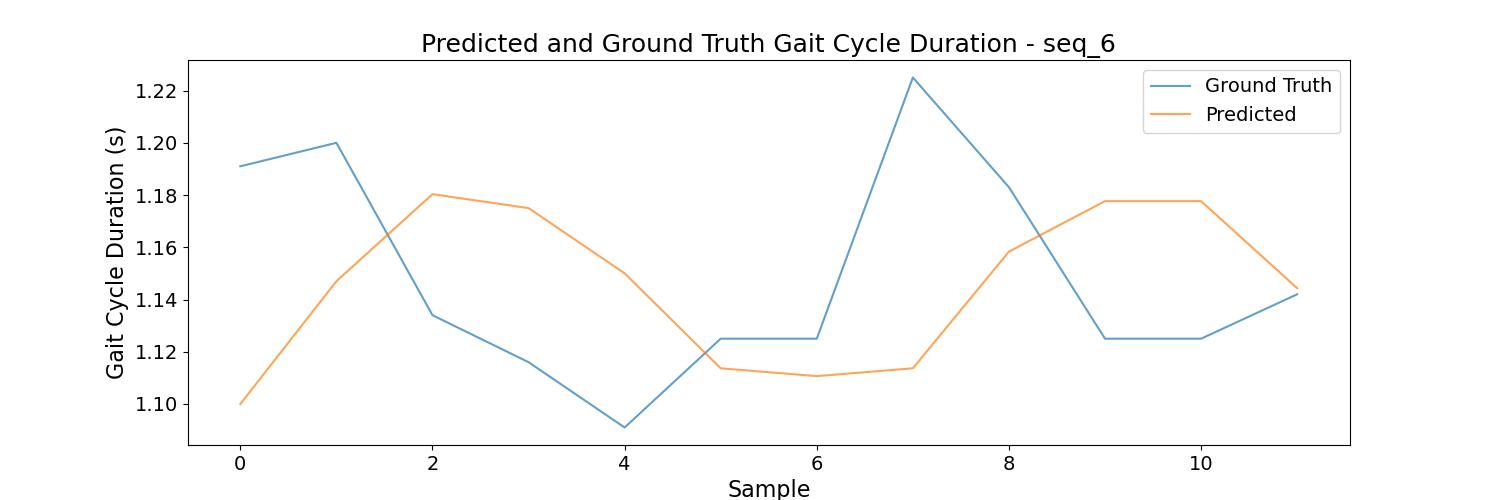 Predicted and Ground Truth Gait Cycle Duration - seq_6
Ground Truth
Predicted
Gait Cycle Duration (s)
1.22
1.20
1.18
1.16
1.14
1.12
1.10
0 2 4 6 8 10
Sample